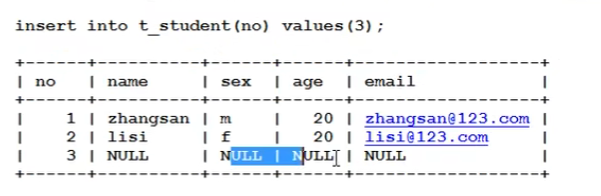 insert into t_student(no) values(3);
+------+----------+------+------+------------------+
| no | name | sex | age | email |
+------+----------+------+------+------------------+
| 1 | zhangsan | m | 20 | zhangsan@123.com |
| 2 | lisi | f | 20 | lisi@123.com |
| 3 | NULL | NULL | NULL | NULL |
+------+----------+------+------+------------------+